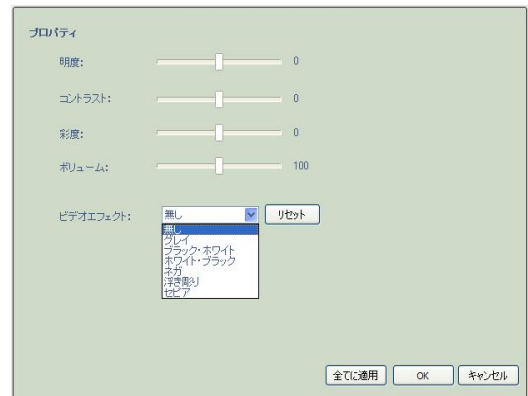 プロパティ
明度: 0
コントラスト: 0
彩度: 0
ボリューム: 100
ビデオエフェクト: 無し リセット
無し
グレイ
ブラック・ホワイト
ホワイト・ブラック
ネガ
浮き彫り
セピア
全てに適用 OK キャンセル